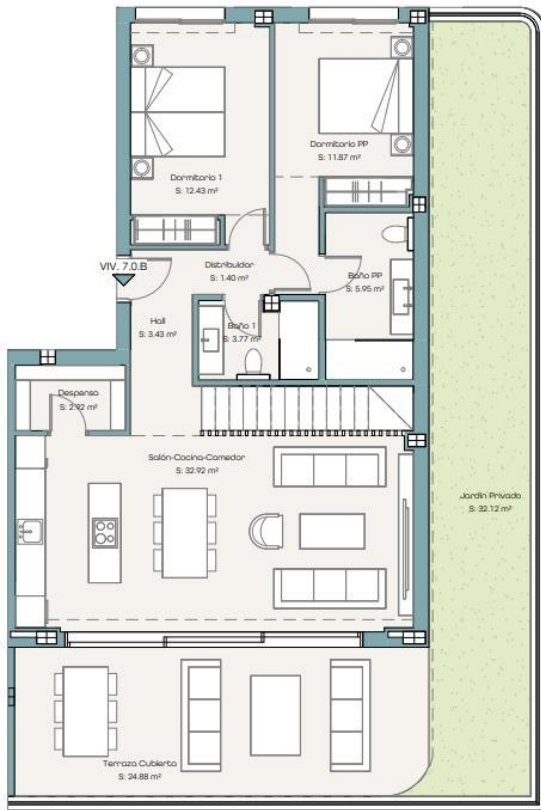 Dormitorio 1
S: 12.43 m²
Dormitorio PP
S: 11.87 m²
VIV. 7.0.B
Distribuidor
S: 1.40 m²
Baño PP
S: 5.95 m²
Hall
S: 3.43 m²
Baño 1
S: 3.77 m²
Despensa
S: 2.92 m²
Salón-Cocina-Comedor
S: 32.92 m²
Jardín Privado
S: 32.12 m²
Terraza Cubierta
S: 24.88 m²